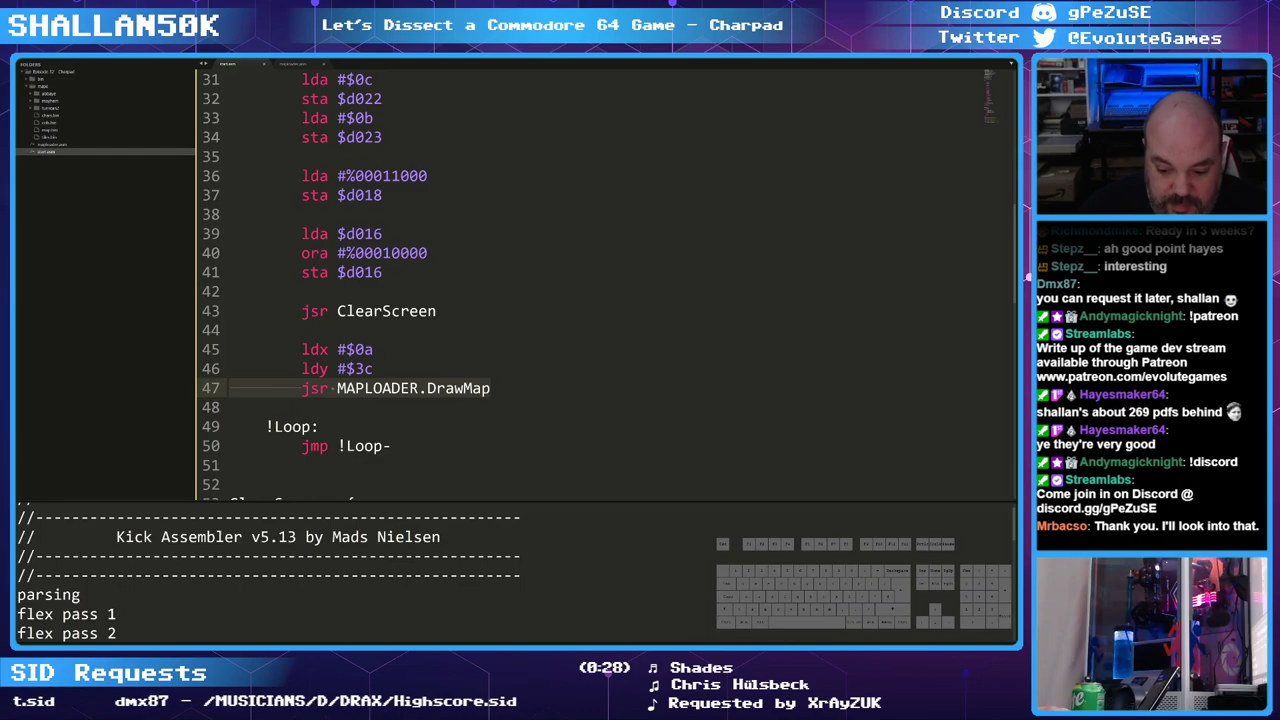 SHALLAN50K
Let's Dissect a Commodore 64 Game - Charpad
Discord gPeZuSE
Twitter @EvoluteGames
FOLDERS
31 lda #$0c
32 sta $d022
33 lda #$0b
34 sta $d023
35
36 lda #%00011000
37 sta $d018
38
39 lda $d016
40 ora #%00010000
41 sta $d016
42
43 jsr ClearScreen
44
45 ldx #$0a
46 ldy #$3c
47 jsr MAPLOADER.DrawMap
48
49 !Loop:
50 jmp !Loop-
51
52
//----------------------------------------------------
// Kick Assembler v5.13 by Mads Nielsen
//----------------------------------------------------
//----------------------------------------------------
parsing
flex pass 1
flex pass 2
Richmondmike: Ready in 3 weeks?
Stepz__: ah good point hayes
Stepz__: interesting
Dmx87:
you can request it later, shallan
Andymagicknight: !patreon
Streamlabs:
Write up of the game dev stream
available through Patreon
www.patreon.com/evolutegames
Hayesmaker64:
shallan's about 269 pdfs behind
Hayesmaker64:
ye they're very good
Andymagicknight: !discord
Streamlabs:
Come join in on Discord @
discord.gg/gPeZuSE
Mrbacso: Thank you. I'll look into that.
SID Requests
t.sid dmx87 - /MUSICIANS/D/DRAX/Highscore.sid
(0:28) Shades
Chris Hülsbeck
Requested by XrAyZUK